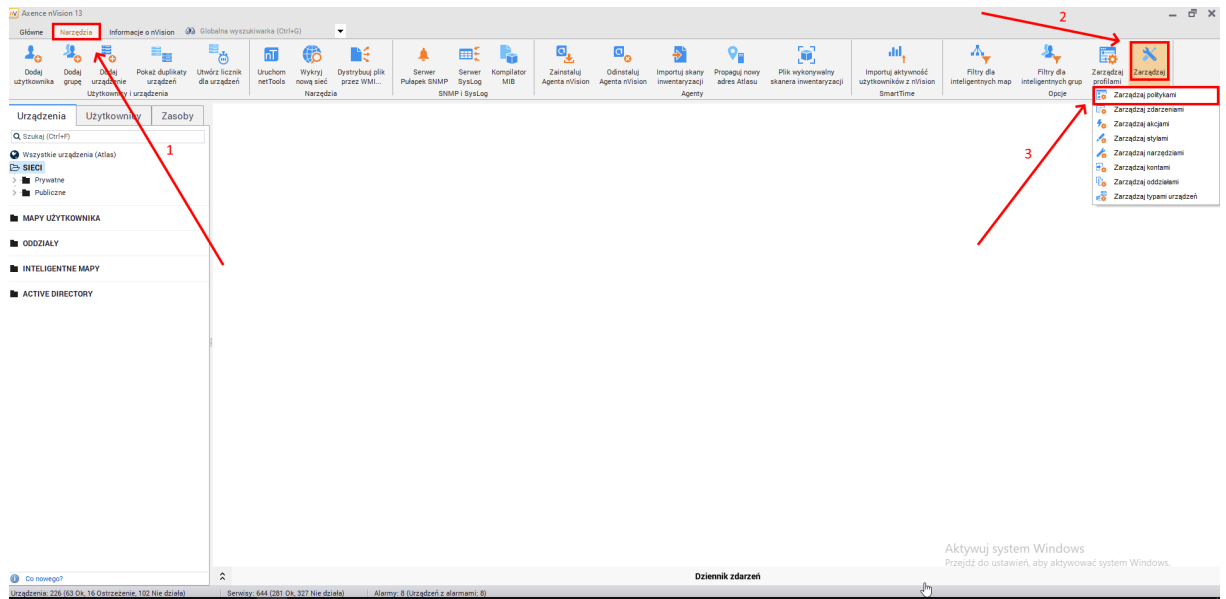 Axence nVision 13
2
Główne Narzędzia Informacje o nVision Globalna wyszukiwarka (Ctrl+G)
Dodaj użytkownika
Dodaj grupę
Dodaj urządzenie
Pokaż duplikaty urządzeń
Utwórz licznik dla urządzeń
Uruchom netTools
Wykryj nową sieć
Dystrybuuj plik przez WMI...
Serwer Pułapek SNMP
Serwer SysLog
Kompilator MIB
Zainstaluj Agenta nVision
Odinstaluj Agenta nVision
Importuj skany inwentaryzacji
Propaguj nowy adres Atlasu
Plik wykonywalny skanera inwentaryzacji
Importuj aktywność użytkowników z nVision
Filtry dla inteligentnych map
Filtry dla inteligentnych grup
Zarządzaj profilami
Zarządzaj
Użytkownicy i urządzenia Narzędzia SNMP i SysLog Agenty SmartTime Opcje
Zarządzaj politykami
Zarządzaj zdarzeniami
Zarządzaj akcjami
Zarządzaj stylami
Zarządzaj narzędziami
Zarządzaj kontami
Zarządzaj oddziałami
Zarządzaj typami urządzeń
3
Urządzenia Użytkownicy Zasoby
Szukaj (Ctrl+F)
1
Wszystkie urządzenia (Atlas)
SIECI
Prywatne
Publiczne
MAPY UŻYTKOWNIKA
ODDZIAŁY
INTELIGENTNE MAPY
ACTIVE DIRECTORY
Aktywuj system Windows
Przejdź do ustawień, aby aktywować system Windows.
Co nowego?
Dziennik zdarzeń
Urządzenia: 226 (63 Ok, 16 Ostrzeżenie, 102 Nie działa) Serwisy: 644 (281 Ok, 327 Nie działa) Alarmy: 8 (Urządzeń z alarmami: 8)